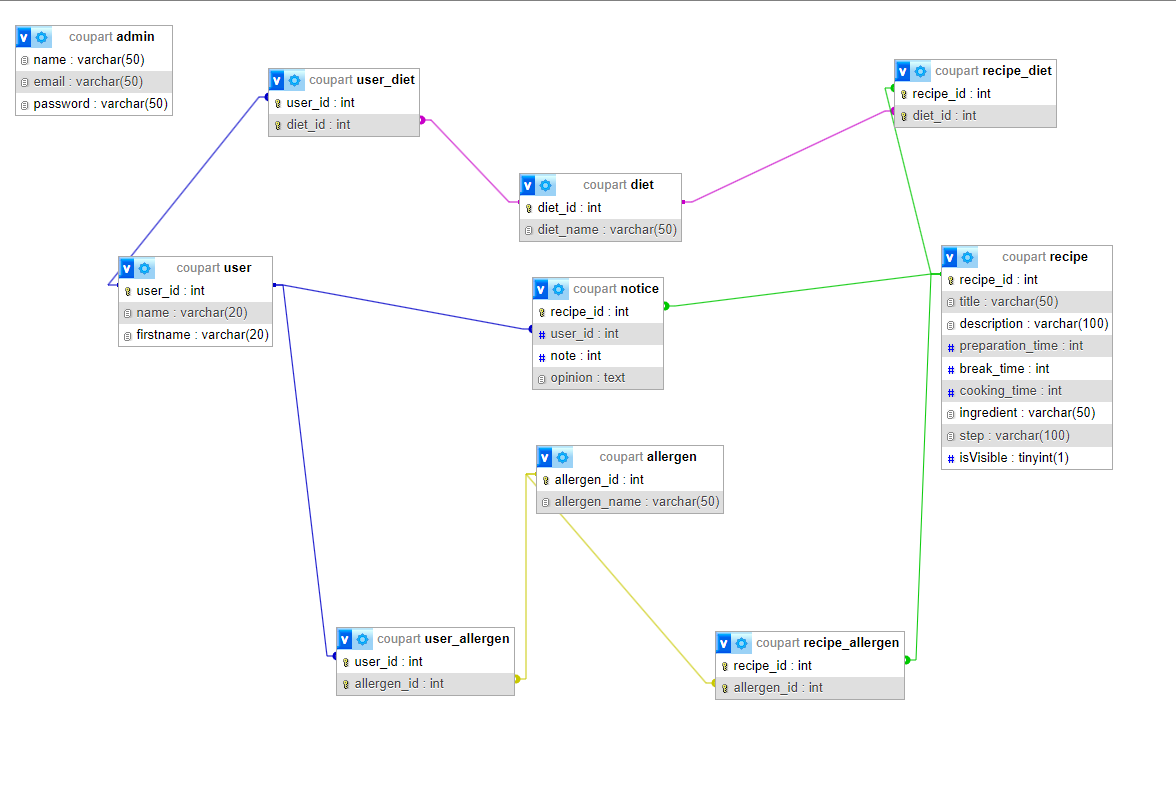 v coupart admin
name : varchar(50)
email : varchar(50)
password : varchar(50)
v coupart user_diet
user_id : int
diet_id : int
v coupart recipe_diet
recipe_id : int
diet_id : int
v coupart diet
diet_id : int
diet_name : varchar(50)
v coupart user
user_id : int
name : varchar(20)
firstname : varchar(20)
v coupart notice
recipe_id : int
# user_id : int
# note : int
opinion : text
v coupart recipe
recipe_id : int
title : varchar(50)
description : varchar(100)
# preparation_time : int
# break_time : int
# cooking_time : int
ingredient : varchar(50)
step : varchar(100)
# isVisible : tinyint(1)
v coupart allergen
allergen_id : int
allergen_name : varchar(50)
v coupart user_allergen
user_id : int
allergen_id : int
v coupart recipe_allergen
recipe_id : int
allergen_id : int